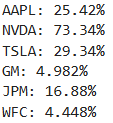 AAPL: 25.42%
NVDA: 73.34%
TSLA: 29.34%
GM: 4.982%
JPM: 16.88%
WFC: 4.448%